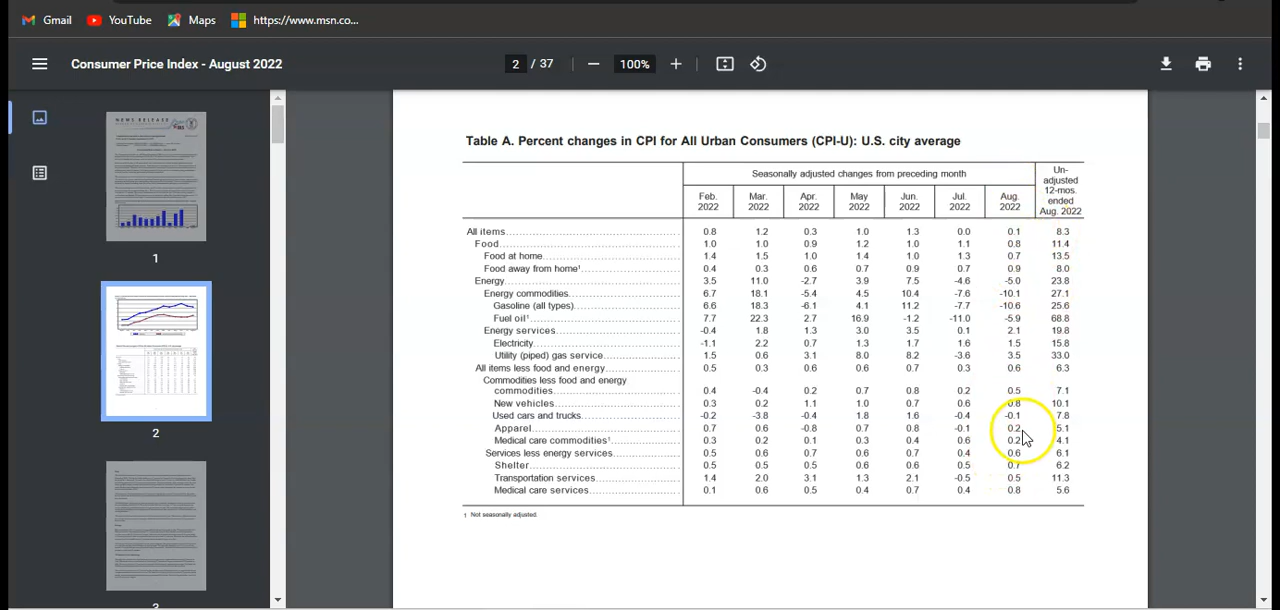 Gmail YouTube Maps https://www.msn.co...
Consumer Price Index - August 2022 2 / 37 100%
NEWS RELEASE
1
2
3
Table A. Percent changes in CPI for All Urban Consumers (CPI-U): U.S. city average
Seasonally adjusted changes from preceding month
Un-
adjusted
12-mos.
ended
Aug. 2022
Feb. 2022 Mar. 2022 Apr. 2022 May 2022 Jun. 2022 Jul. 2022 Aug. 2022
All items 0.8 1.2 0.3 1.0 1.3 0.0 0.1 8.3
Food 1.0 1.0 0.9 1.2 1.0 1.1 0.8 11.4
Food at home 1.4 1.5 1.0 1.4 1.0 1.3 0.7 13.5
Food away from home¹ 0.4 0.3 0.6 0.7 0.9 0.7 0.9 8.0
Energy 3.5 11.0 -2.7 3.9 7.5 -4.6 -5.0 23.8
Energy commodities 6.7 18.1 -5.4 4.5 10.4 -7.6 -10.1 27.1
Gasoline (all types) 6.6 18.3 -6.1 4.1 11.2 -7.7 -10.6 25.6
Fuel oil¹ 7.7 22.3 2.7 16.9 -1.2 -11.0 -5.9 68.8
Energy services -0.4 1.8 1.3 3.0 3.5 0.1 2.1 19.8
Electricity -1.1 2.2 0.7 1.3 1.7 1.6 1.5 15.8
Utility (piped) gas service 1.5 0.6 3.1 8.0 8.2 -3.6 3.5 33.0
All items less food and energy 0.5 0.3 0.6 0.6 0.7 0.3 0.6 6.3
Commodities less food and energy
commodities 0.4 -0.4 0.2 0.7 0.8 0.2 0.5 7.1
New vehicles 0.3 0.2 1.1 1.0 0.7 0.6 0.8 10.1
Used cars and trucks -0.2 -3.8 -0.4 1.8 1.6 -0.4 -0.1 7.8
Apparel 0.7 0.6 -0.8 0.7 0.8 -0.1 0.2 5.1
Medical care commodities¹ 0.3 0.2 0.1 0.3 0.4 0.6 0.2 4.1
Services less energy services 0.5 0.6 0.7 0.6 0.7 0.4 0.6 6.1
Shelter 0.5 0.5 0.5 0.6 0.6 0.5 0.7 6.2
Transportation services 1.4 2.0 3.1 1.3 2.1 -0.5 0.5 11.3
Medical care services 0.1 0.6 0.5 0.4 0.7 0.4 0.8 5.6
1 Not seasonally adjusted.